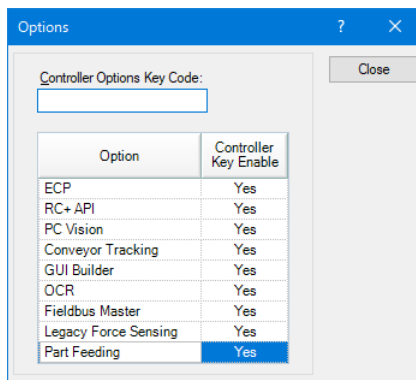 Options ? ✕
Close
Controller Options Key Code:
Option Controller Key Enable
ECP Yes
RC+ API Yes
PC Vision Yes
Conveyor Tracking Yes
GUI Builder Yes
OCR Yes
Fieldbus Master Yes
Legacy Force Sensing Yes
Part Feeding Yes